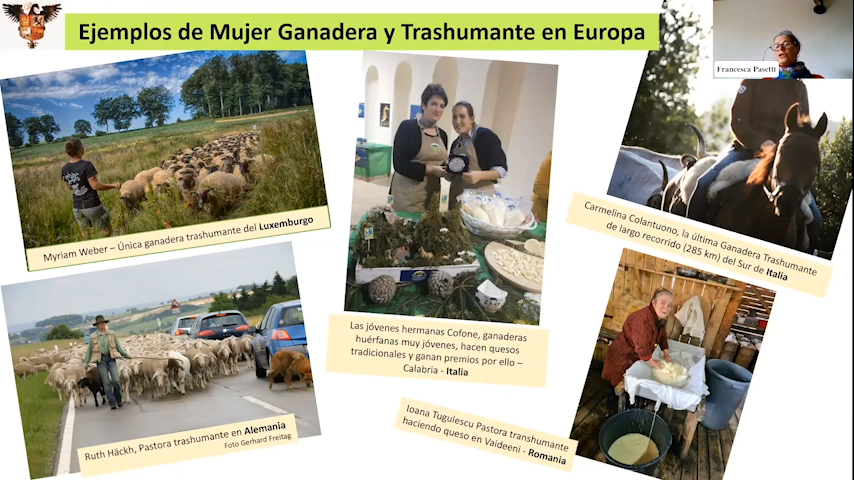 Ejemplos de Mujer Ganadera y Trashumante en Europa
Francesca Pasetti
Myriam Weber – Única ganadera trashumante del Luxemburgo
Carmelina Colantuono, la última Ganadera Trashumante
de largo recorrido (285 km) del Sur de Italia
Las jóvenes hermanas Cofone, ganaderas
huérfanas muy jóvenes, hacen quesos
tradicionales y ganan premios por ello –
Calabria - Italia
Ruth Häckh, Pastora trashumante en Alemania
Foto Gerhard Freitag
Ioana Tugulescu Pastora transhumante
haciendo queso en Vaideeni - Romania